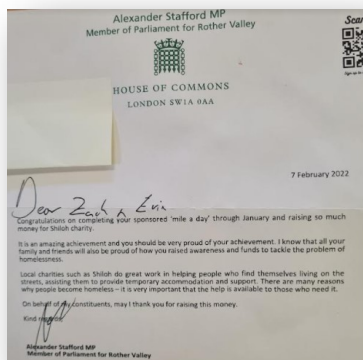 Alexander Stafford MP
Member of Parliament for Rother Valley
HOUSE OF COMMONS
LONDON SW1A 0AA
7 February 2022
Dear Zach &
Congratulations on completing your sponsored 'mile a day' through January and raising so much
money for Shiloh charity.
It is an amazing achievement and you should be very proud of your achievement. I know that all your
family and friends will also be proud of how you raised awareness and funds to tackle the problem of
homelessness.
Local charities such as Shiloh do great work in helping people who find themselves living on the
streets, assisting them to provide temporary accommodation and support. There are many reasons
why people become homeless – it is very important that the help is available to those who need it.
On behalf of my constituents, may I thank you for raising this money.
Kind regards
Alexander Stafford MP
Member of Parliament for Rother Valley